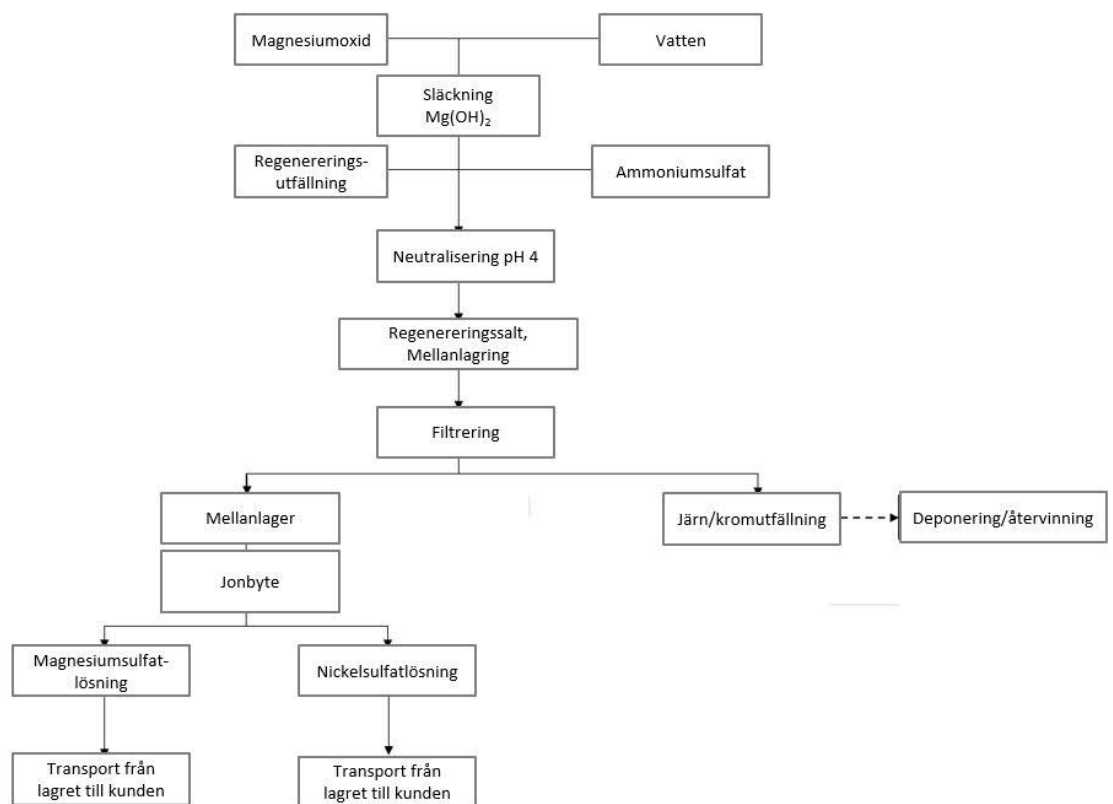 Magnesiumoxid
Vatten
Släckning
Mg(OH)₂
Regenererings-
utfällning
Ammoniumsulfat
Neutralisering pH 4
Regenereringssalt,
Mellanlagring
Filtrering
Mellanlager
Järn/kromutfällning
Deponering/återvinning
Jonbyte
Magnesiumsulfat-
lösning
Nickelsulfatlösning
Transport från
lagret till kunden
Transport från
lagret till kunden